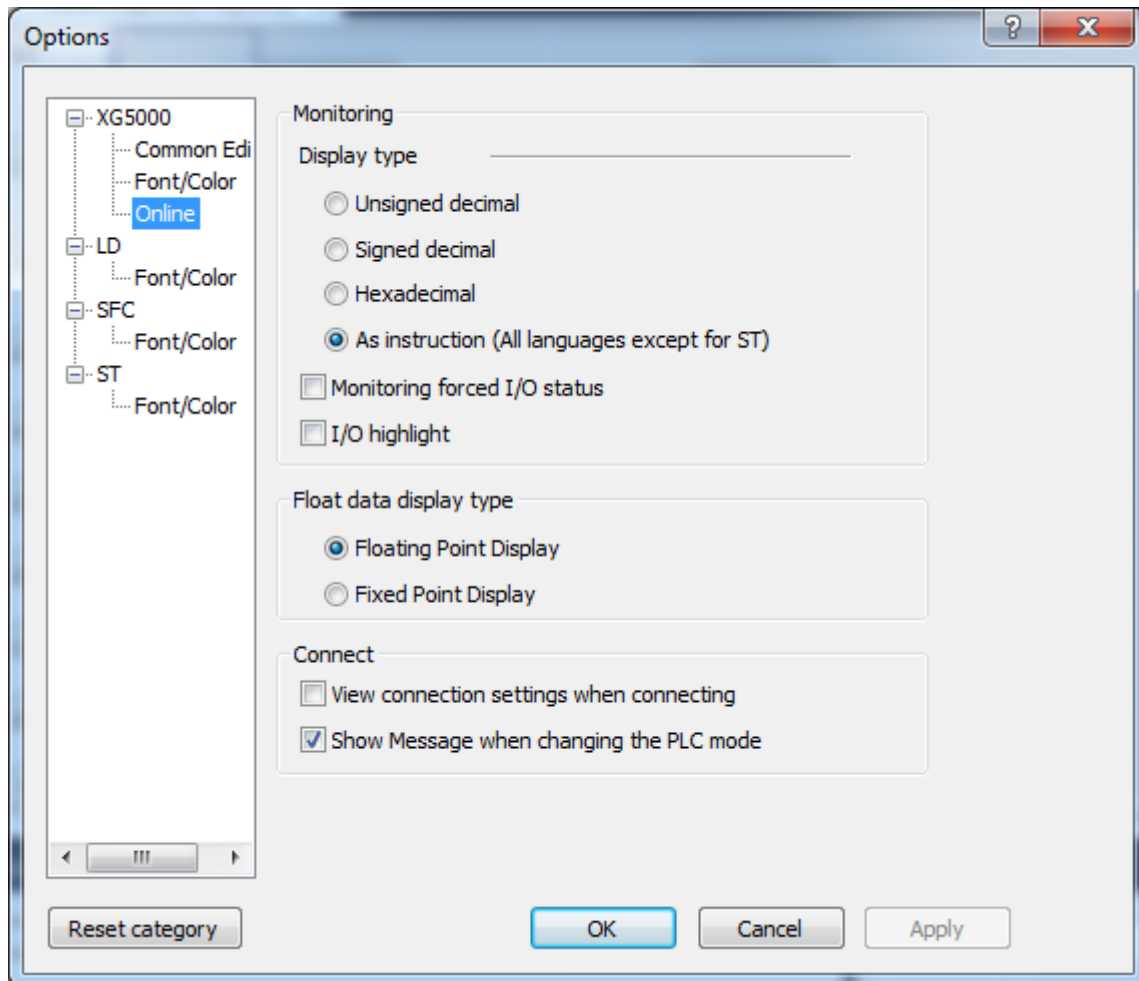 Options
XG5000
Common Edi
Font/Color
Online
LD
Font/Color
SFC
Font/Color
ST
Font/Color
Monitoring
Display type
Unsigned decimal
Signed decimal
Hexadecimal
As instruction (All languages except for ST)
Monitoring forced I/O status
I/O highlight
Float data display type
Floating Point Display
Fixed Point Display
Connect
View connection settings when connecting
Show Message when changing the PLC mode
Reset category
OK
Cancel
Apply